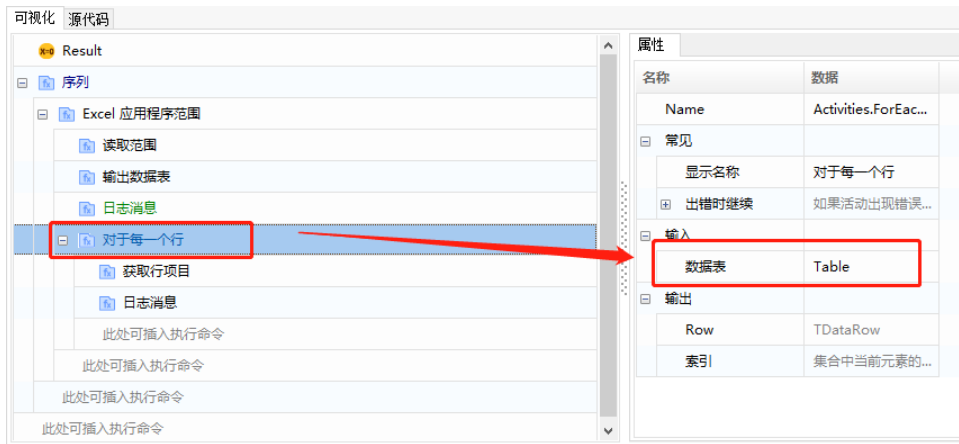 可视化 源代码
Result
序列
Excel 应用程序范围
读取范围
输出数据表
日志消息
对于每一个行
获取行项目
日志消息
此处可插入执行命令
此处可插入执行命令
此处可插入执行命令
此处可插入执行命令
属性
名称 数据
Name Activities.ForEac...
常见
显示名称 对于每一个行
出错时继续 如果活动出现错误...
输入
数据表 Table
输出
Row TDataRow
索引 集合中当前元素的...